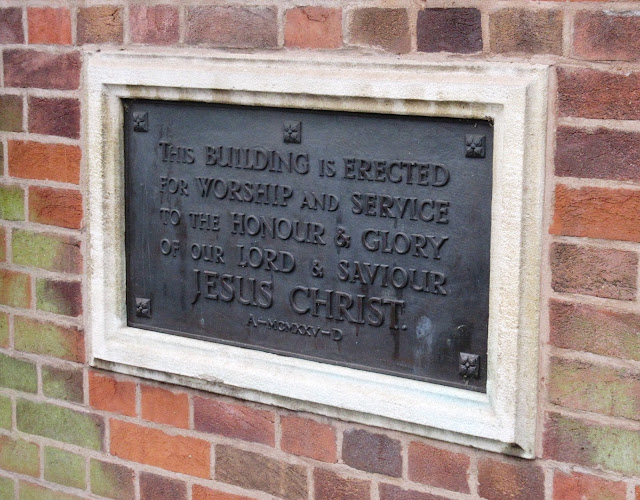 THIS BUILDING IS ERECTED
FOR WORSHIP AND SERVICE
TO THE HONOUR & GLORY
OF OUR LORD & SAVIOUR
JESUS CHRIST.
A-MCMXXV-D